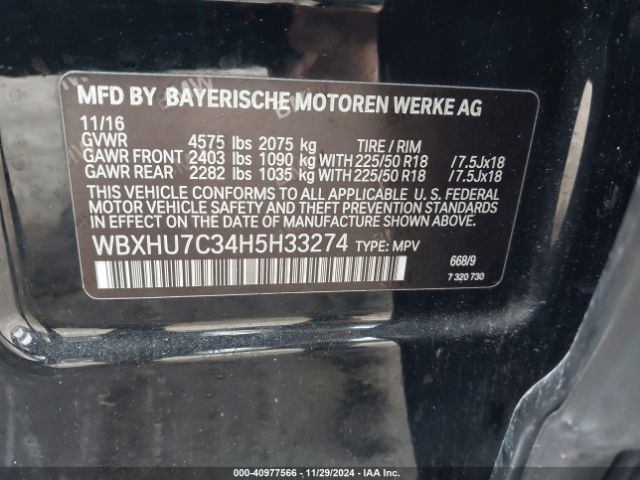 MFD BY BAYERISCHE MOTOREN WERKE AG
11/16
GVWR 4575 lbs 2075 kg TIRE / RIM
GAWR FRONT 2403 lbs 1090 kg WITH 225/50 R18 /7.5Jx18
GAWR REAR 2282 lbs 1035 kg WITH 225/50 R18 /7.5Jx18
THIS VEHICLE CONFORMS TO ALL APPLICABLE U. S. FEDERAL
MOTOR VEHICLE SAFETY AND THEFT PREVENTION STANDARDS
IN EFFECT ON THE DATE OF MANUFACTURE SHOWN ABOVE.
WBXHU7C34H5H33274 TYPE: MPV
668/9
7 320 730
00-40977566 - 11/29/2024 - IAA Inc.